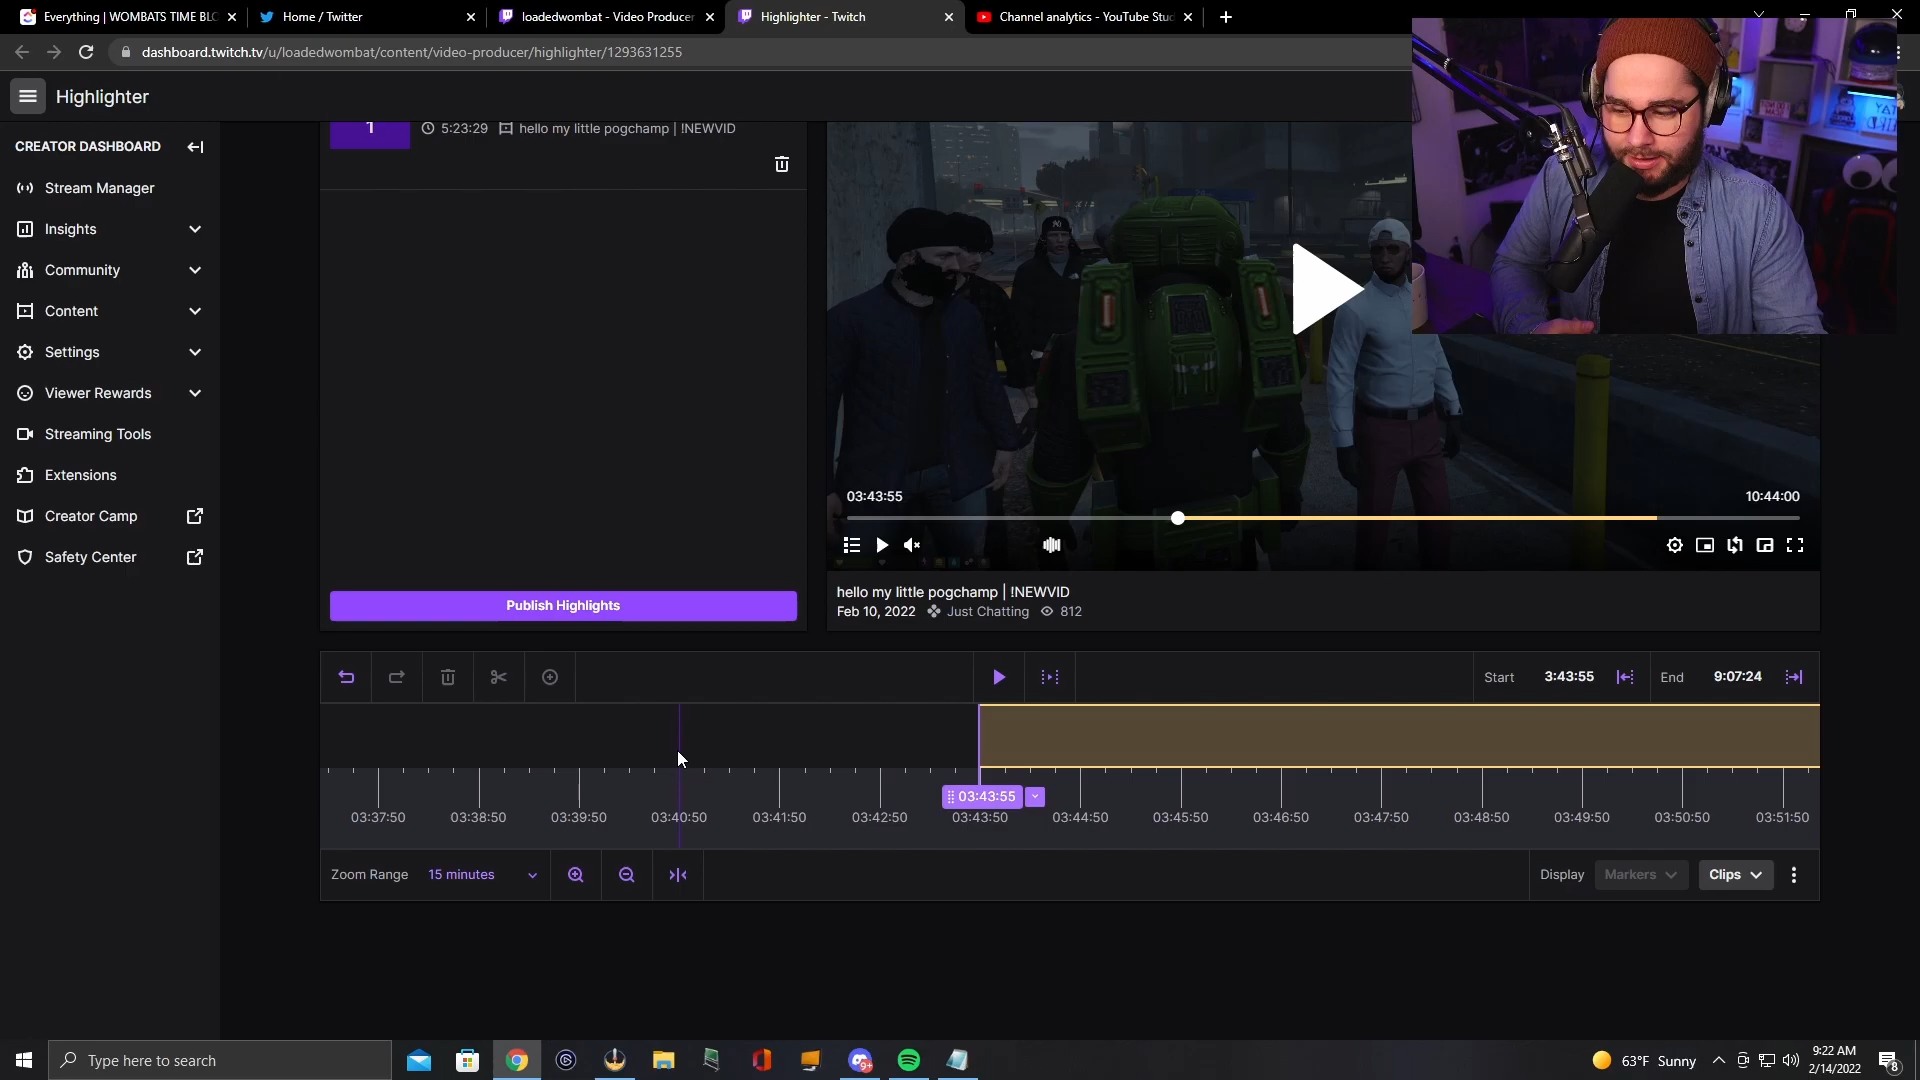 Everything | WOMBATS TIME BLO
Home / Twitter
loadedwombat - Video Producer
Highlighter - Twitch
Channel analytics - YouTube Stud
dashboard.twitch.tv/u/loadedwombat/content/video-producer/highlighter/1293631255
Highlighter
CREATOR DASHBOARD
Stream Manager
Insights
Community
Content
Settings
Viewer Rewards
Streaming Tools
Extensions
Creator Camp
Safety Center
1 5:23:29 hello my little pogchamp | !NEWVID
Publish Highlights
03:43:55 10:44:00
hello my little pogchamp | !NEWVID
Feb 10, 2022 Just Chatting 812
Start 3:43:55 End 9:07:24
03:43:55
03:37:50 03:38:50 03:39:50 03:40:50 03:41:50 03:42:50 03:43:50 03:44:50 03:45:50 03:46:50 03:47:50 03:48:50 03:49:50 03:50:50 03:51:50
Zoom Range 15 minutes Display Markers Clips
Type here to search
9+
63°F Sunny
9:22 AM
2/14/2022
8